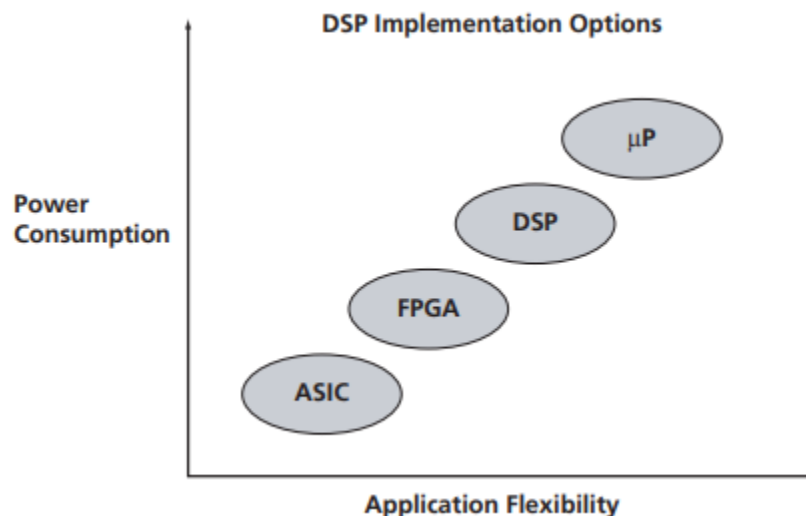 DSP Implementation Options
μP
Power
Consumption
DSP
FPGA
ASIC
Application Flexibility